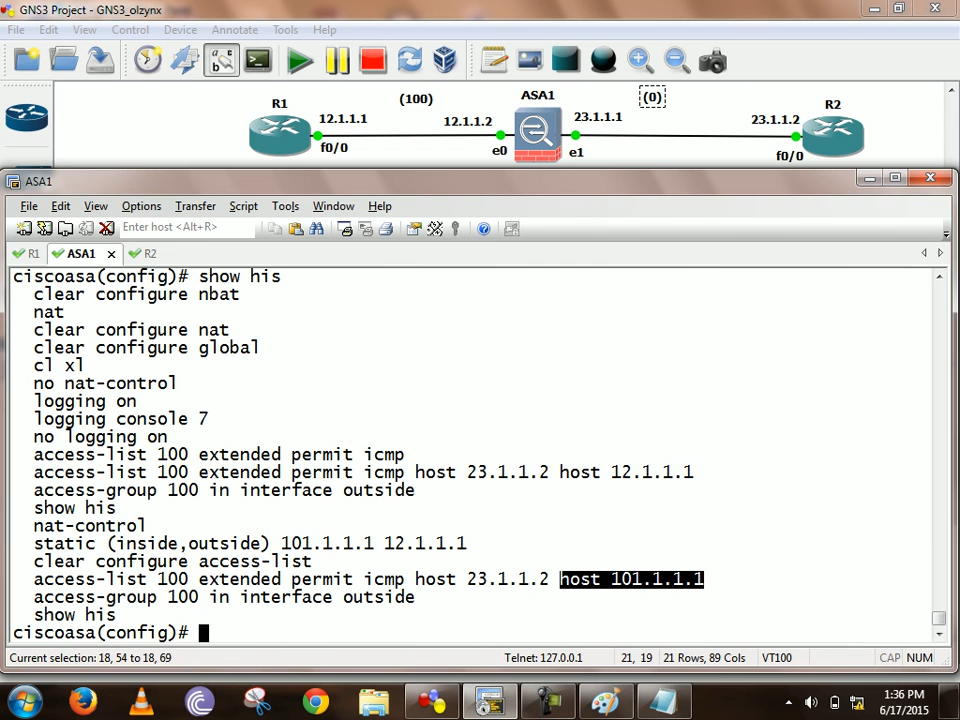 GNS3 Project - GNS3_olzynx
File Edit View Control Device Annotate Tools Help
(100) ASA1 (0)
R1 R2
12.1.1.1 12.1.1.2 23.1.1.1 23.1.1.2
f0/0 e0 e1 f0/0
ASA1
File Edit View Options Transfer Script Tools Window Help
Enter host <Alt+R>
R1 ASA1 x R2
ciscoasa(config)# show his
clear configure nbat
nat
clear configure nat
clear configure global
cl xl
no nat-control
logging on
logging console 7
no logging on
access-list 100 extended permit icmp
access-list 100 extended permit icmp host 23.1.1.2 host 12.1.1.1
access-group 100 in interface outside
show his
nat-control
static (inside,outside) 101.1.1.1 12.1.1.1
clear configure access-list
access-list 100 extended permit icmp host 23.1.1.2 host 101.1.1.1
access-group 100 in interface outside
show his
ciscoasa(config)#
Current selection: 18, 54 to 18, 69 Telnet: 127.0.0.1 21, 19 21 Rows, 89 Cols VT100 CAP NUM
1:36 PM
6/17/2015